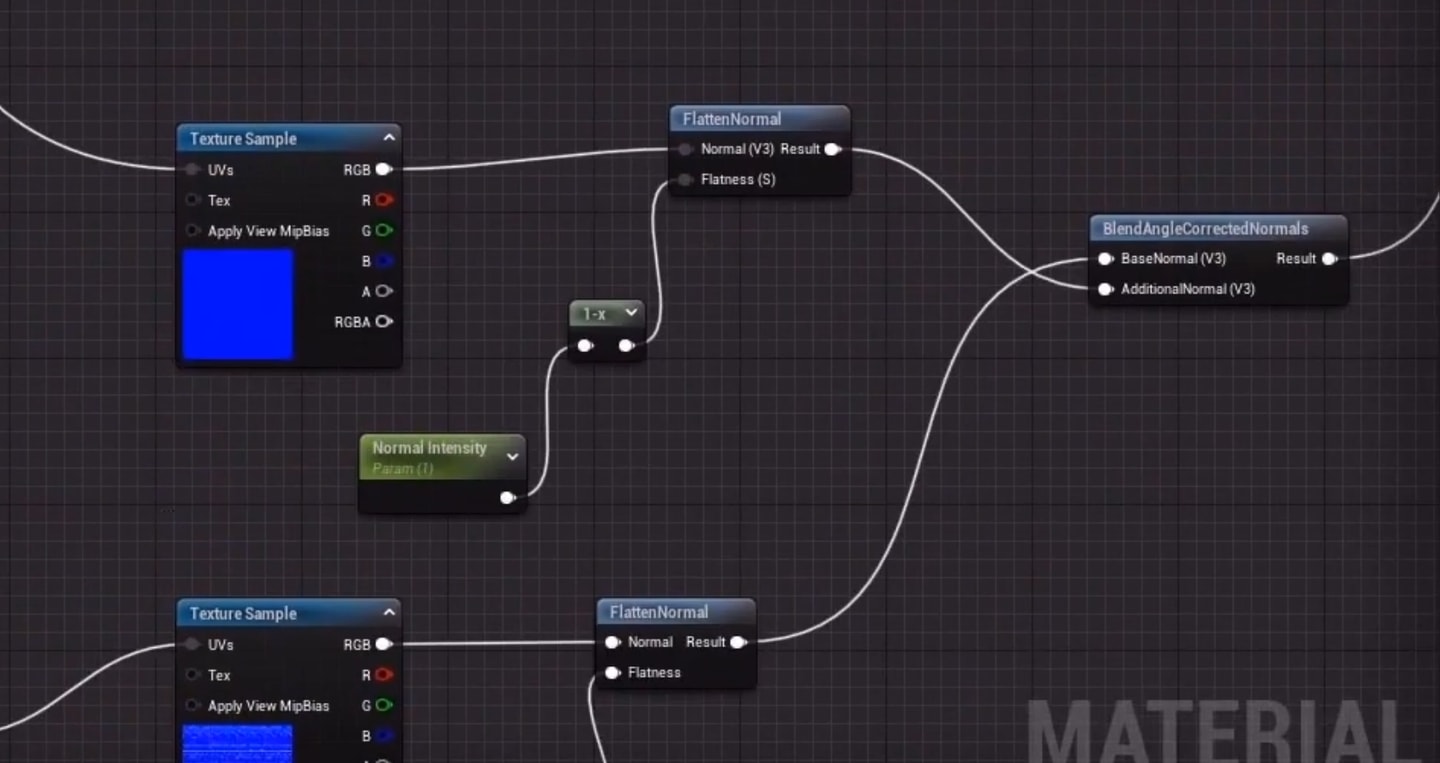 Texture Sample
UVs RGB
Tex R
Apply View MipBias G
B
A
RGBA
FlattenNormal
Normal (V3) Result
Flatness (S)
BlendAngleCorrectedNormals
BaseNormal (V3) Result
AdditionalNormal (V3)
1-x
Normal Intensity
Param (1)
Texture Sample
UVs RGB
Tex R
Apply View MipBias G
B
FlattenNormal
Normal Result
Flatness
MATERIAL